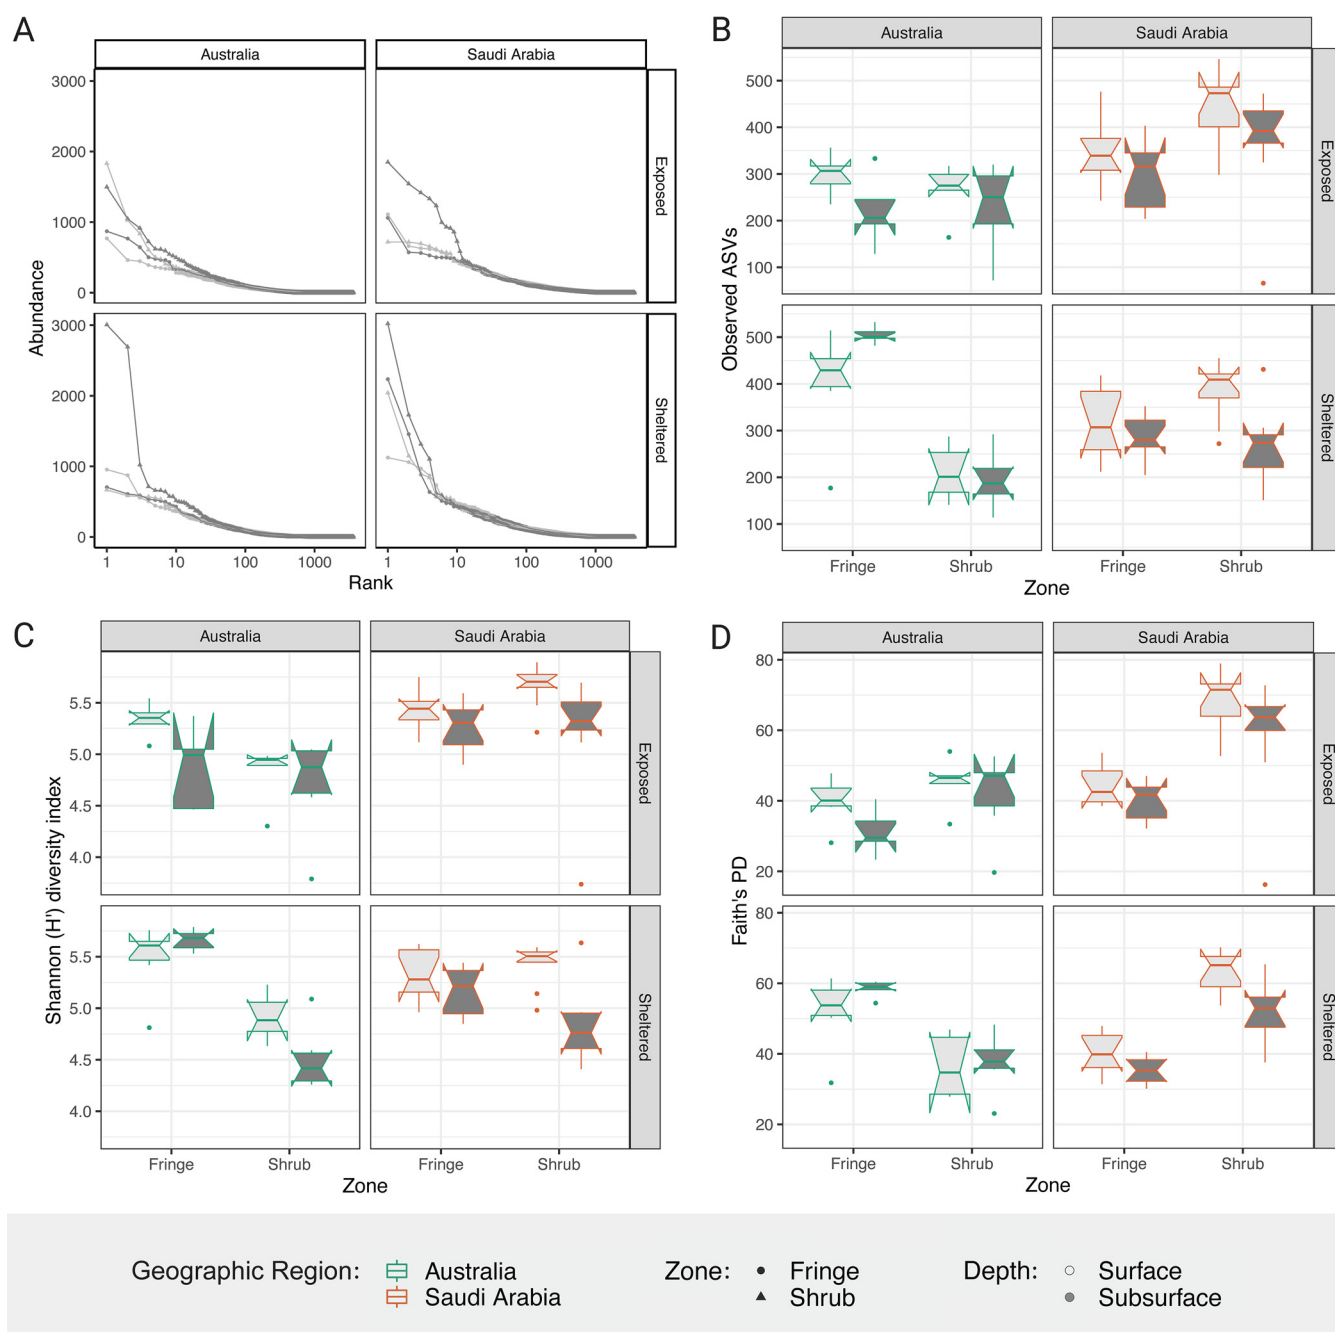 A
Australia
Saudi Arabia
3000
2000
1000
0
Exposed
3000
2000
1000
0
Sheltered
Abundance
1
10
100
1000
1
10
100
1000
Rank
B
Australia
Saudi Arabia
500
400
300
200
100
Exposed
500
400
300
200
100
Sheltered
Observed ASVs
Fringe
Shrub
Fringe
Shrub
Zone
C
Australia
Saudi Arabia
5.5
5.0
4.5
4.0
Exposed
5.5
5.0
4.5
4.0
Sheltered
Shannon (H') diversity index
Fringe
Shrub
Fringe
Shrub
Zone
D
Australia
Saudi Arabia
80
60
40
20
Exposed
80
60
40
20
Sheltered
Faith's PD
Fringe
Shrub
Fringe
Shrub
Zone
Geographic Region:
Australia
Saudi Arabia
Zone:
Fringe
Shrub
Depth:
Surface
Subsurface